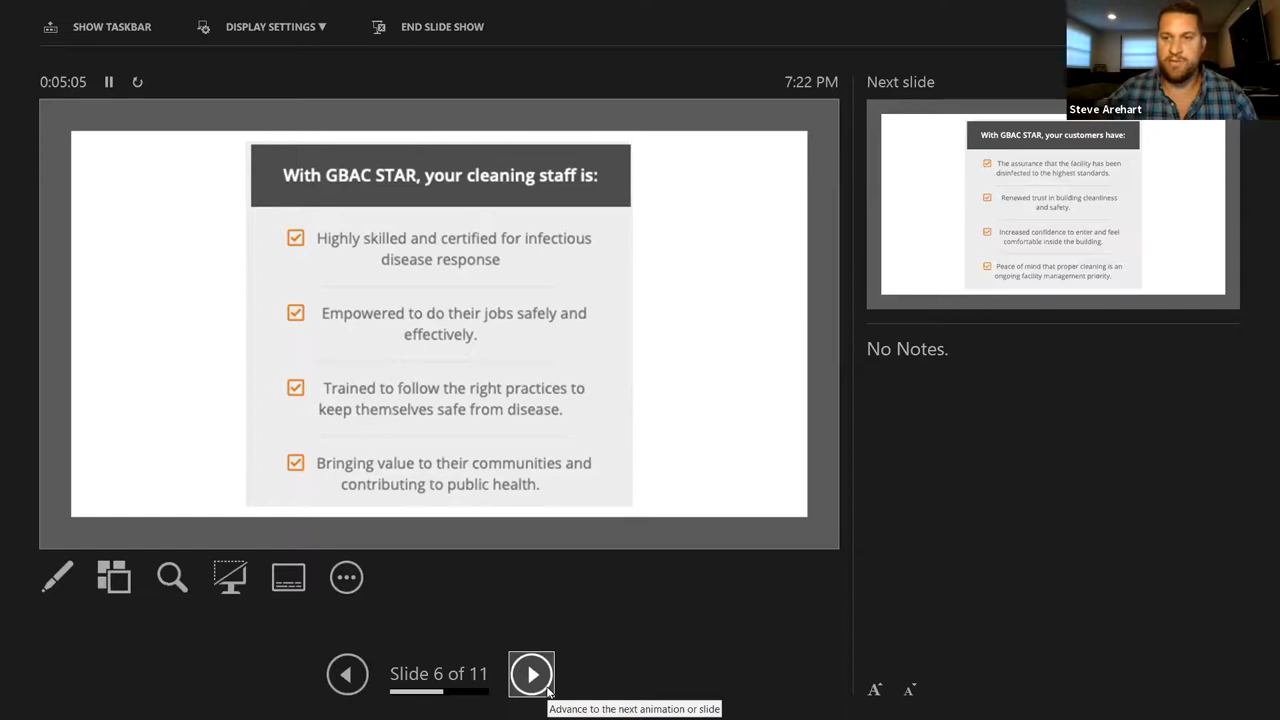 SHOW TASKBAR
DISPLAY SETTINGS ▼
END SLIDE SHOW
0:05:05
7:22 PM
Next slide
Steve Arehart
With GBAC STAR, your cleaning staff is:
Highly skilled and certified for infectious
disease response
Empowered to do their jobs safely and
effectively.
Trained to follow the right practices to
keep themselves safe from disease.
Bringing value to their communities and
contributing to public health.
With GBAC STAR, your customers have:
The assurance that the facility has been
disinfected to the highest standards.
Renewed trust in building cleanliness
and safety.
Increased confidence to enter and feel
comfortable inside the building.
Peace of mind that proper cleaning is an
ongoing facility management priority.
No Notes.
Slide 6 of 11
Advance to the next animation or slide
A
A